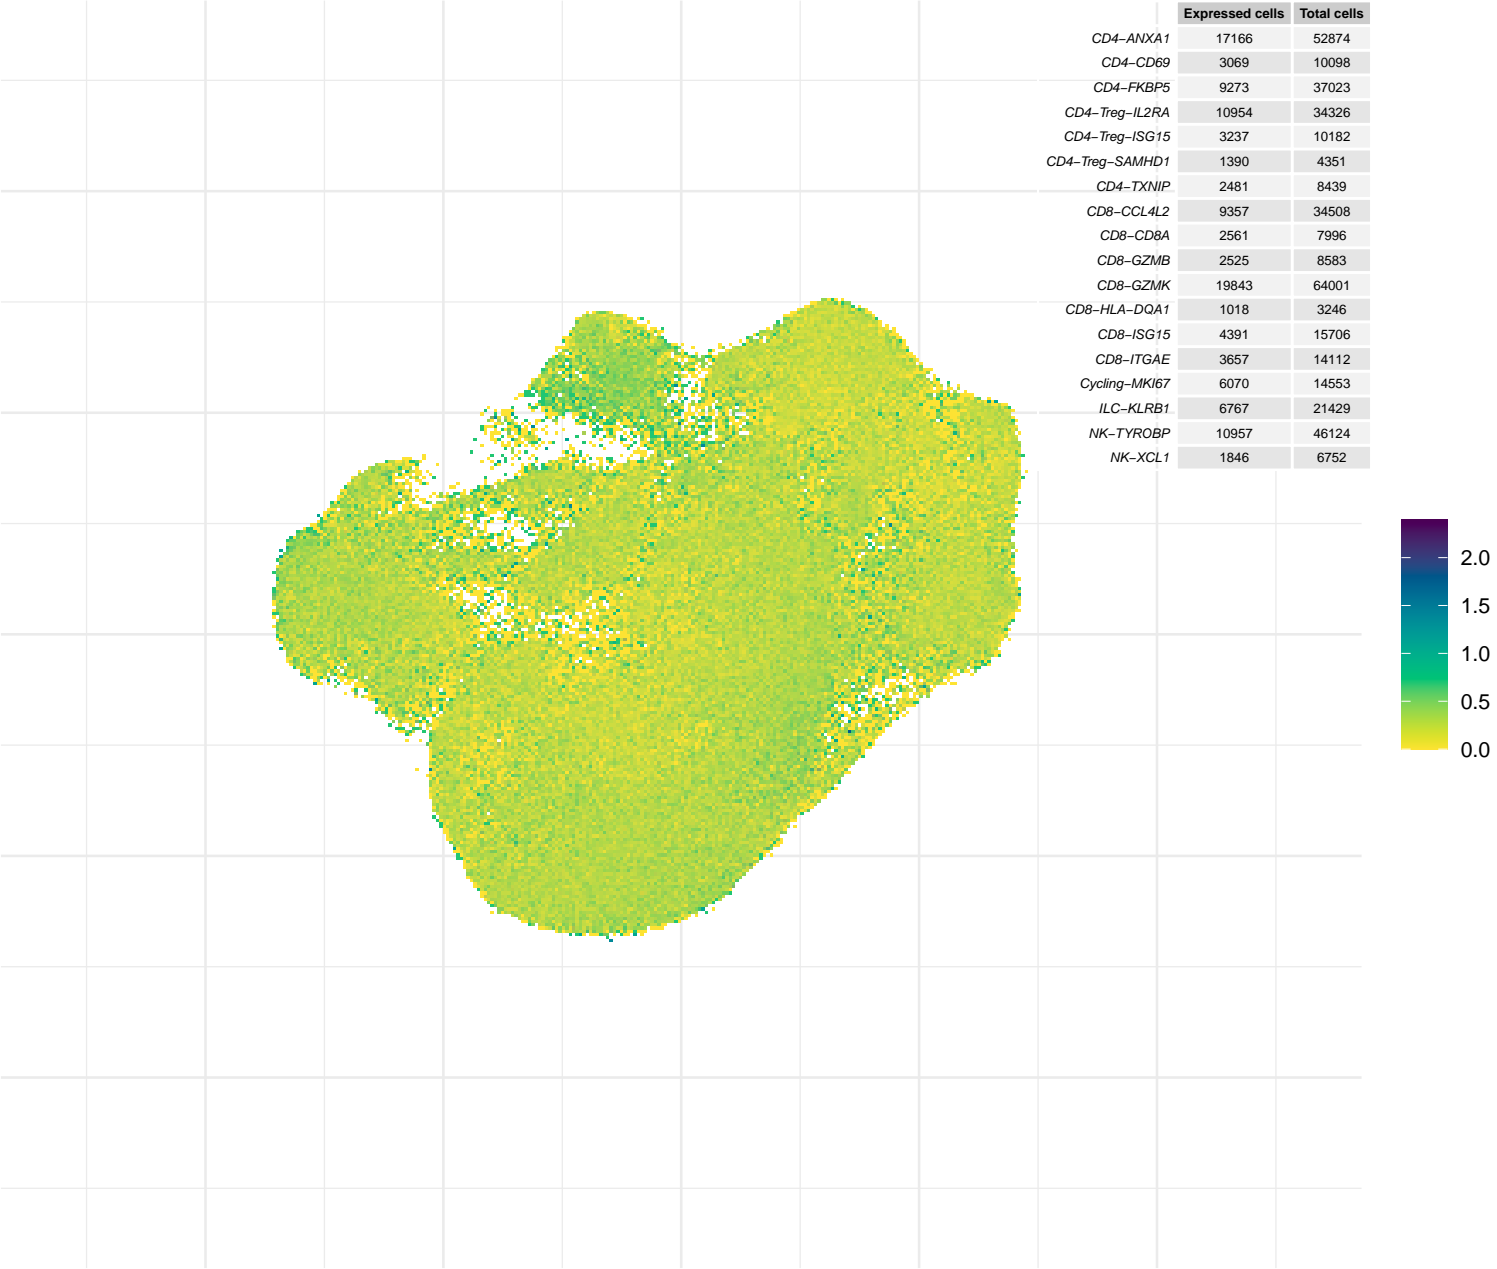 Expressed cells Total cells
CD4−ANXA1 17166 52874
CD4−CD69 3069 10098
CD4−FKBP5 9273 37023
CD4−Treg−IL2RA 10954 34326
CD4−Treg−ISG15 3237 10182
CD4−Treg−SAMHD1 1390 4351
CD4−TXNIP 2481 8439
CD8−CCL4L2 9357 34508
CD8−CD8A 2561 7996
CD8−GZMB 2525 8583
CD8−GZMK 19843 64001
CD8−HLA−DQA1 1018 3246
CD8−ISG15 4391 15706
CD8−ITGAE 3657 14112
Cycling−MKI67 6070 14553
ILC−KLRB1 6767 21429
NK−TYROBP 10957 46124
NK−XCL1 1846 6752
2.0
1.5
1.0
0.5
0.0